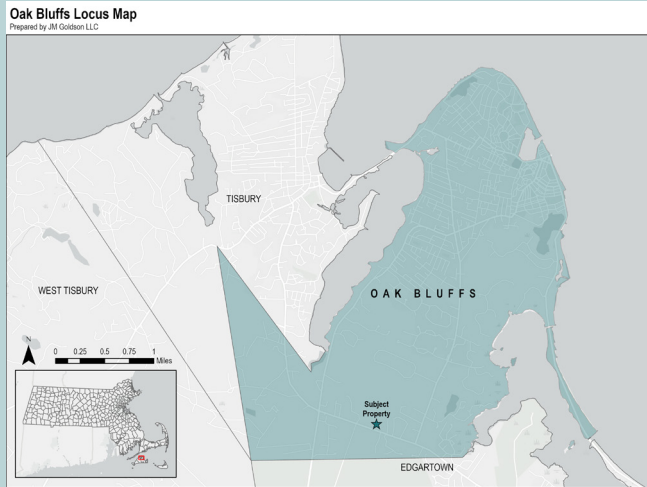 Oak Bluffs Locus Map
Prepared by JM Goldson LLC
TISBURY
WEST TISBURY
OAK BLUFFS
N
0 0.25 0.5 0.75 1
Miles
Subject
Property
EDGARTOWN